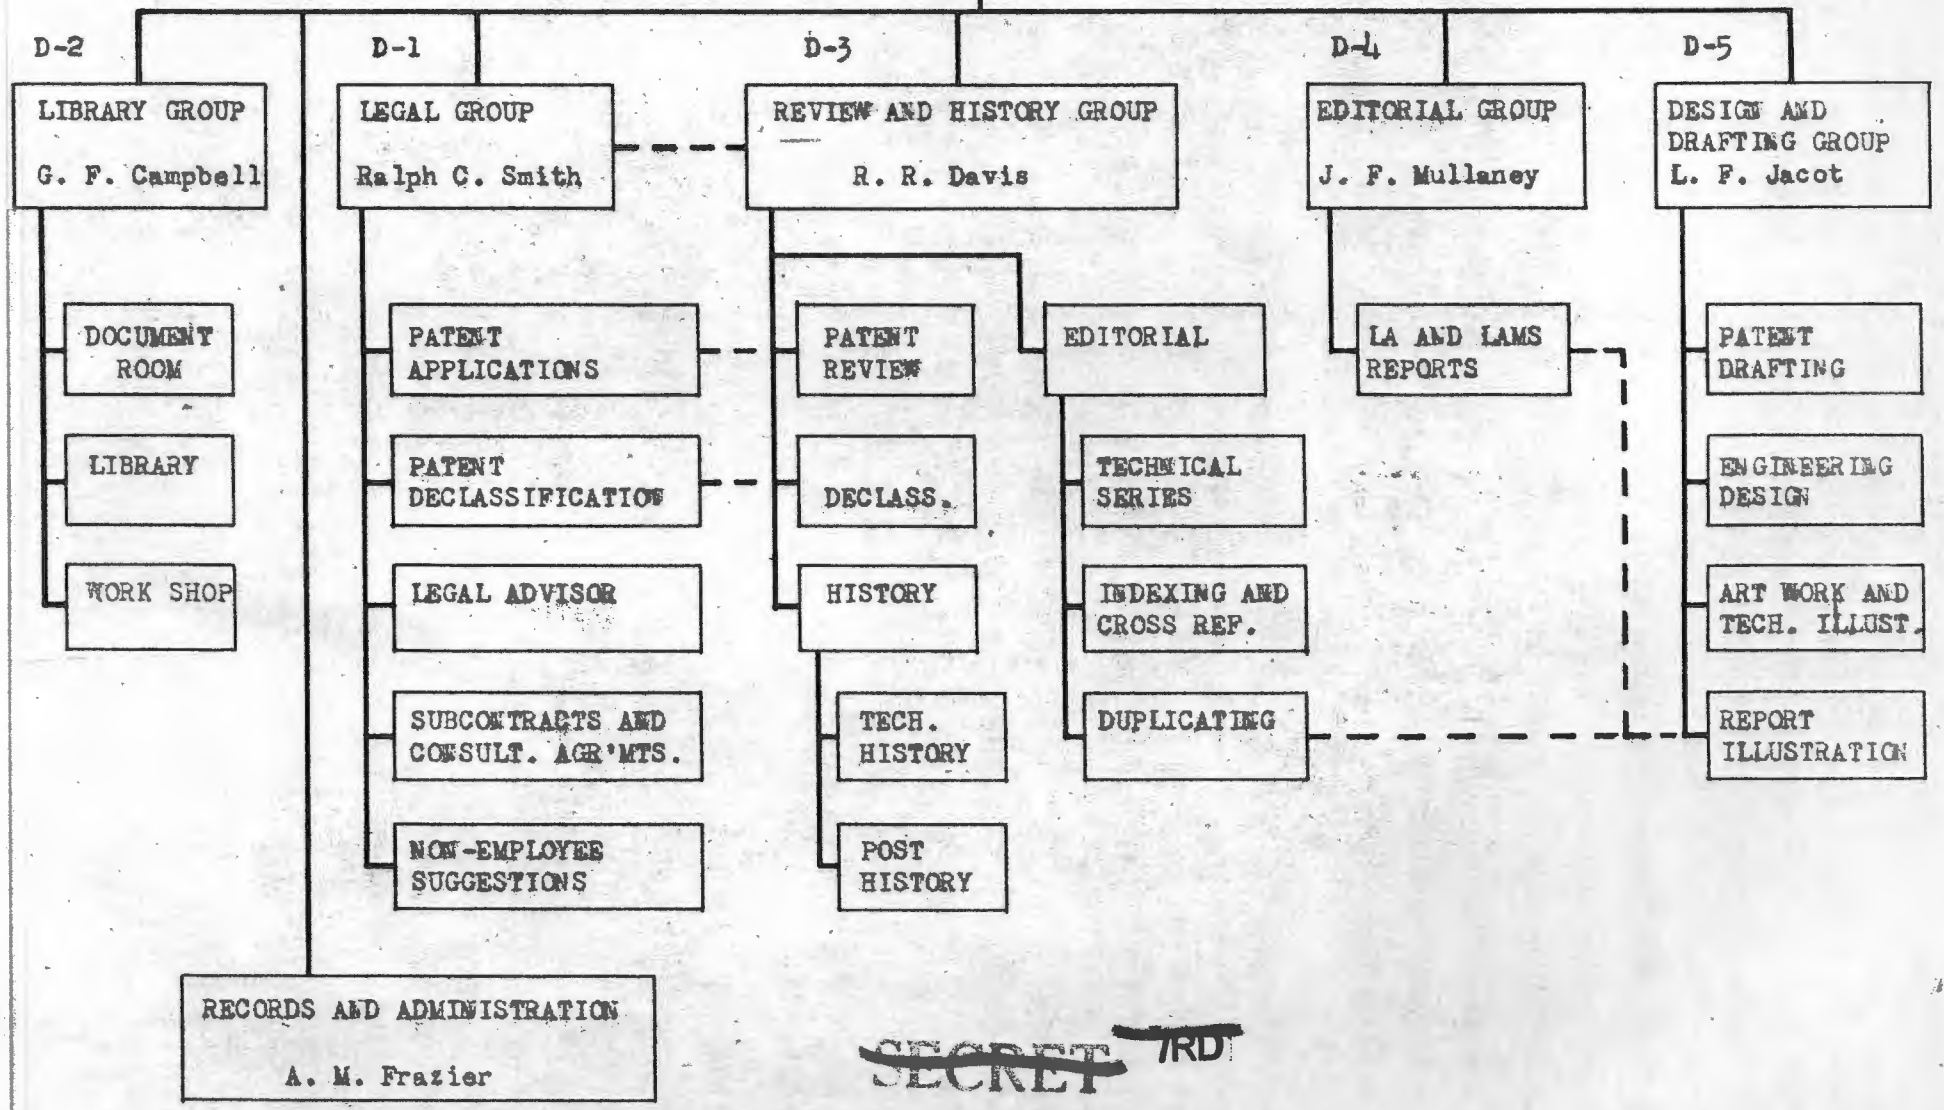 D-2
LIBRARY GROUP
G. F. Campbell
DOCUMENT
ROOM
LIBRARY
WORK SHOP
D-1
LEGAL GROUP
Ralph C. Smith
PATENT
APPLICATIONS
PATENT
DECLASSIFICATION
LEGAL ADVISOR
SUBCONTRACTS AND
CONSULT. AGR'MTS.
NON-EMPLOYEE
SUGGESTIONS
D-3
REVIEW AND HISTORY GROUP
R. R. Davis
PATENT
REVIEW
DECLASS.
HISTORY
TECH.
HISTORY
POST
HISTORY
EDITORIAL
TECHNICAL
SERIES
INDEXING AND
CROSS REF.
DUPLICATING
D-4
EDITORIAL GROUP
J. F. Mullaney
LA AND LAMS
REPORTS
D-5
DESIGN AND
DRAFTING GROUP
L. F. Jacot
PATENT
DRAFTING
ENGINEERING
DESIGN
ART WORK AND
TECH. ILLUST.
REPORT
ILLUSTRATION
RECORDS AND ADMINISTRATION
A. M. Frazier
SECRET /RD